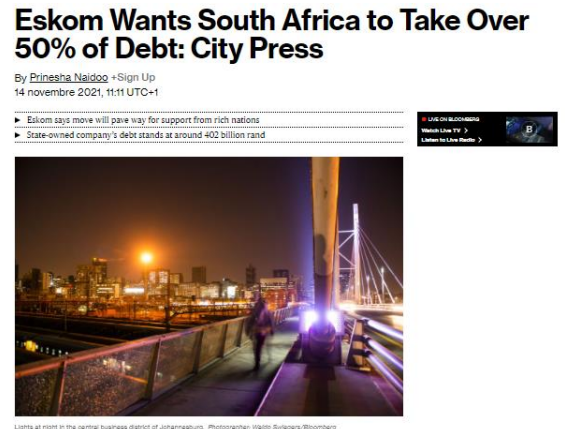 Eskom Wants South Africa to Take Over
50% of Debt: City Press
By Prinesha Naidoo +Sign Up
14 novembre 2021, 11:11 UTC+1
Eskom says move will pave way for support from rich nations
State-owned company's debt stands at around 402 billion rand
LIVE ON BLOOMBERG
Watch Live TV
Listen to Live Radio
B
Lights at night in the central business district of Johannesburg. Photographer: Waldo Swiegers/Bloomberg